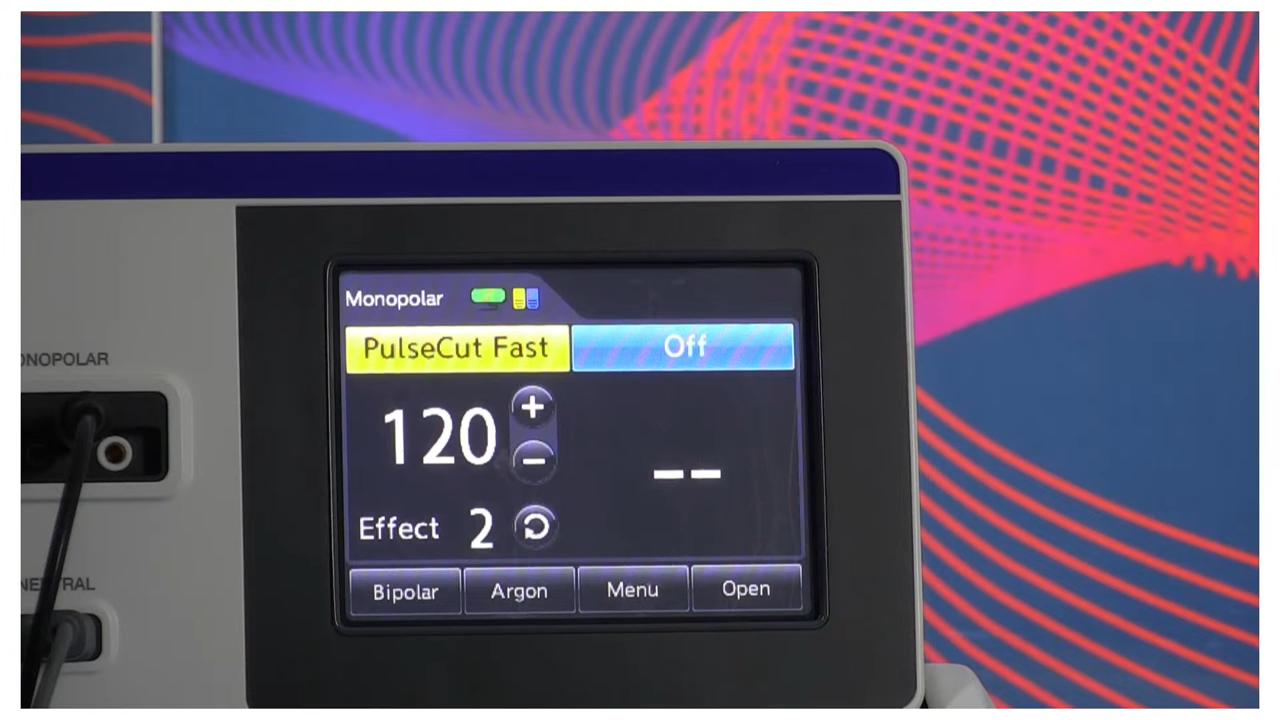 ONOPOLAR
NEUTRAL
Monopolar
PulseCut Fast Off
120 + −
--
Effect 2
Bipolar Argon Menu Open